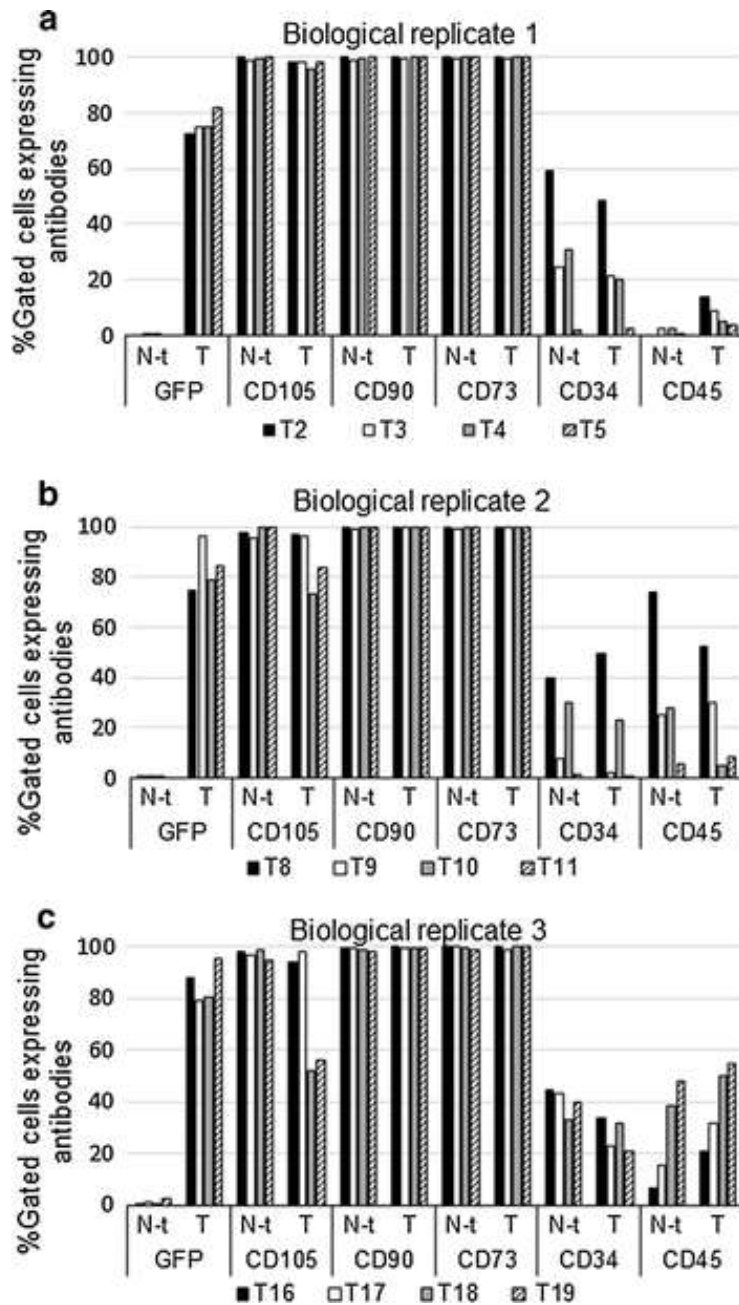 a
Biological replicate 1
%Gated cells expressing
antibodies
100
80
60
40
20
0
N-t T N-t T N-t T N-t T N-t T N-t T
GFP CD105 CD90 CD73 CD34 CD45
T2 T3 T4 T5
b
Biological replicate 2
%Gated cells expressing
antibodies
100
80
60
40
20
0
N-t T N-t T N-t T N-t T N-t T N-t T
GFP CD105 CD90 CD73 CD34 CD45
T8 T9 T10 T11
c
Biological replicate 3
%Gated cells expressing
antibodies
100
80
60
40
20
0
N-t T N-t T N-t T N-t T N-t T N-t T
GFP CD105 CD90 CD73 CD34 CD45
T16 T17 T18 T19